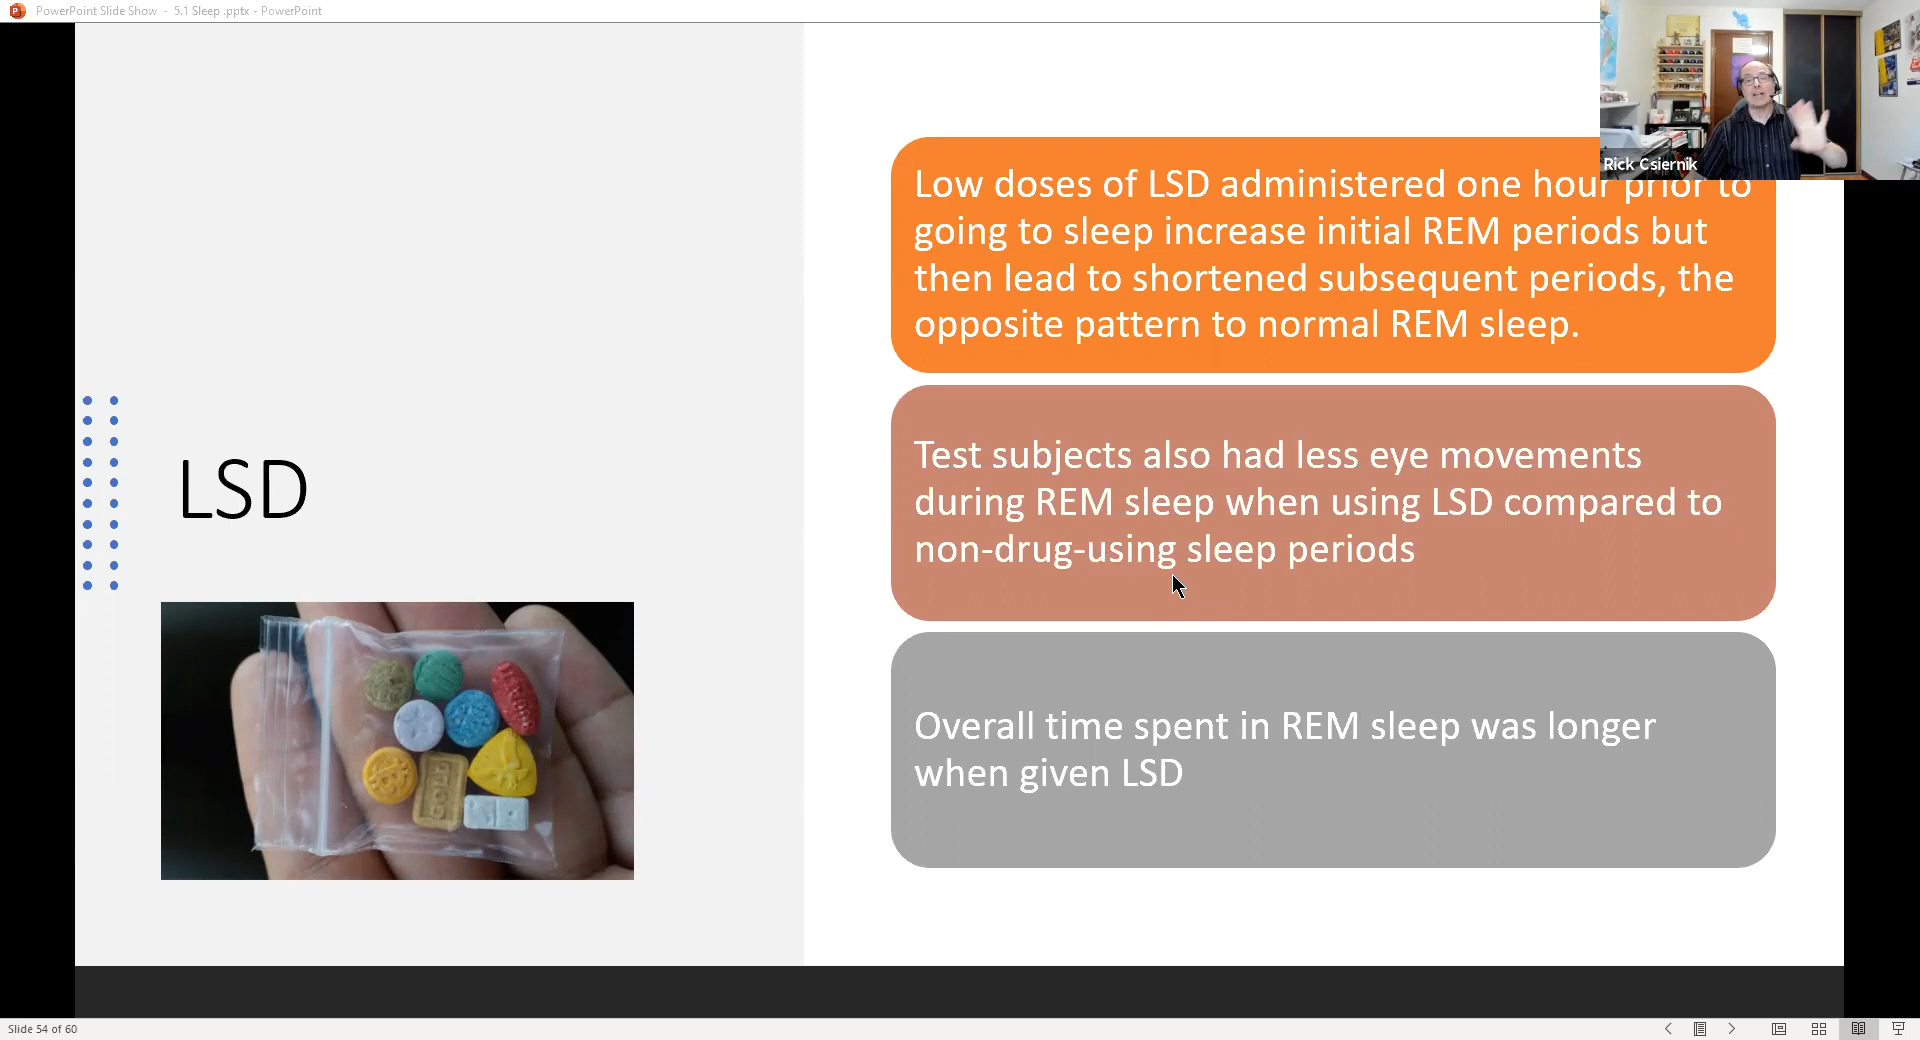 PowerPoint Slide Show - 5.1 Sleep .pptx - PowerPoint
Rick Csiernik
Low doses of LSD administered one hour prior to
going to sleep increase initial REM periods but
then lead to shortened subsequent periods, the
opposite pattern to normal REM sleep.
LSD
Test subjects also had less eye movements
during REM sleep when using LSD compared to
non-drug-using sleep periods
Overall time spent in REM sleep was longer
when given LSD
Slide 54 of 60